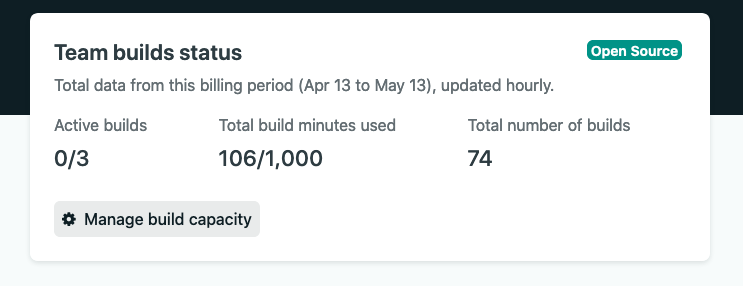 Team builds status
Open Source
Total data from this billing period (Apr 13 to May 13), updated hourly.
Active builds
Total build minutes used
Total number of builds
0/3
106/1,000
74
Manage build capacity